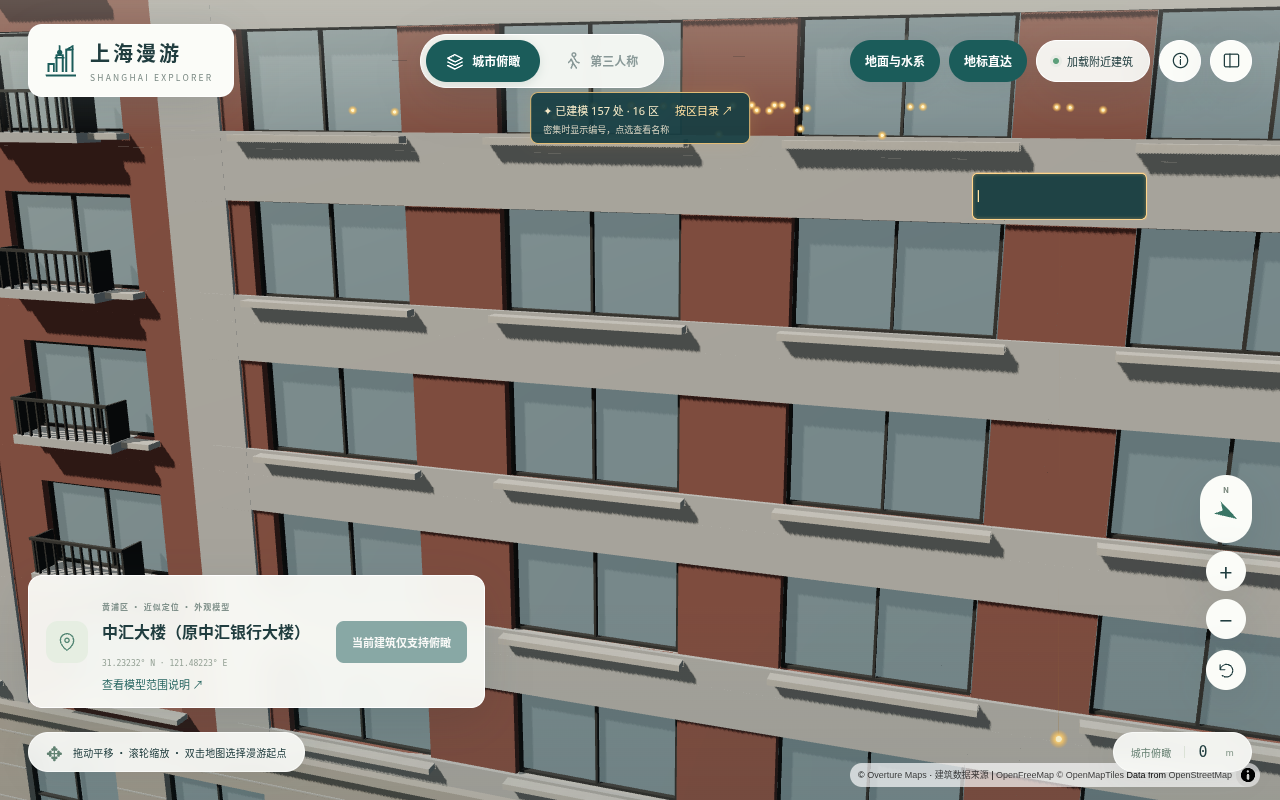 上海漫游
SHANGHAI EXPLORER
城市俯瞰
第三人称
地面与水系
地标直达
加载附近建筑
✦ 已建模 157 处 · 16 区 按区目录 ↗
密集时显示编号，点选查看名称
N
黄浦区 · 近似定位 · 外观模型
中汇大楼（原中汇银行大楼）
31.23232° N · 121.48223° E
查看模型范围说明 ↗
当前建筑仅支持俯瞰
拖动平移 · 滚轮缩放 · 双击地图选择漫游起点
城市俯瞰 0 m
© Overture Maps · 建筑数据来源 | OpenFreeMap © OpenMapTiles Data from OpenStreetMap